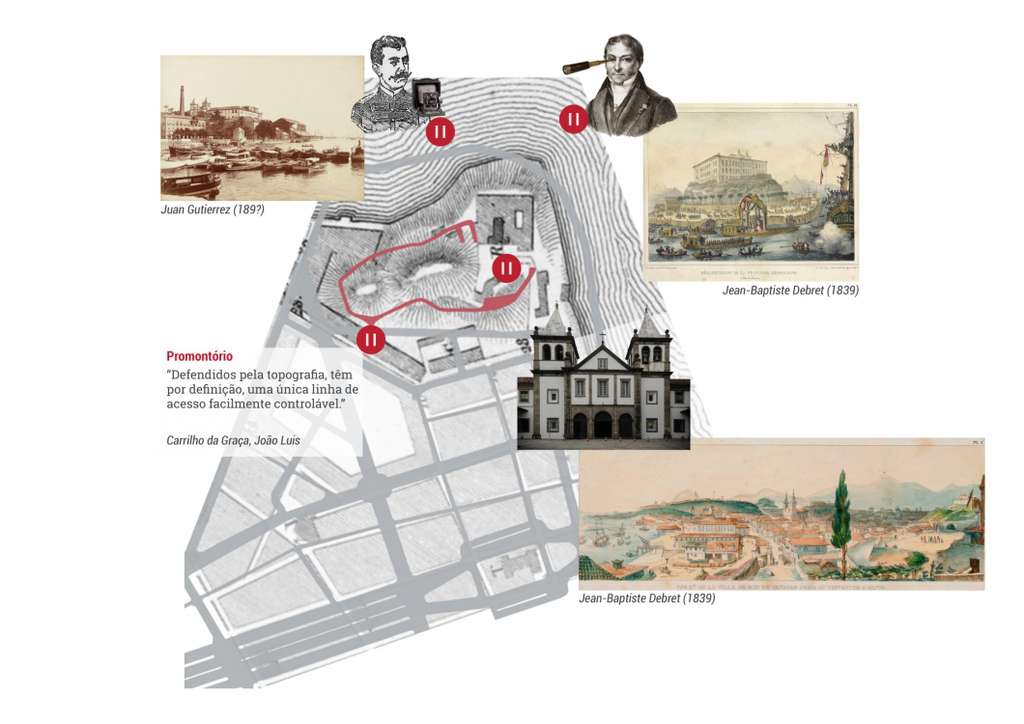 Juan Gutierrez (189?)
Jean-Baptiste Debret (1839)
Promontório
“Defendidos pela topografia, têm
por definição, uma única linha de
acesso facilmente controlável.”
Carrilho da Graça, João Luis
Jean-Baptiste Debret (1839)